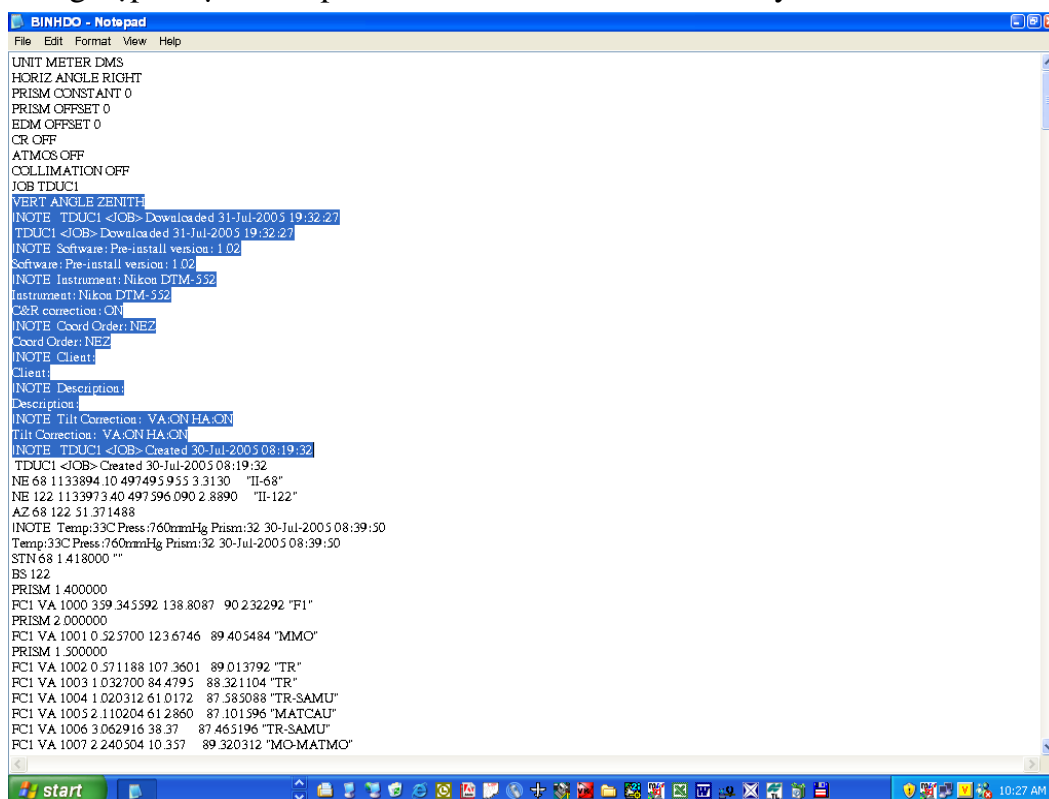 BINHDO - Notepad
File Edit Format View Help
UNIT METER DMS
HORIZ ANGLE RIGHT
PRISM CONSTANT 0
PRISM OFFSET 0
EDM OFFSET 0
CR OFF
ATMOS OFF
COLLIMATION OFF
JOB TDUC1
VERT ANGLE ZENITH
!NOTE TDUC1 <JOB> Downloaded 31-Jul-2005 19:32:27
TDUC1 <JOB> Downloaded 31-Jul-2005 19:32:27
!NOTE Software: Pre-install version: 1.02
Software: Pre-install version: 1.02
!NOTE Instrument: Nikon DTM-552
Instrument: Nikon DTM-552
C&R correction: ON
!NOTE Coord Order: NEZ
Coord Order: NEZ
!NOTE Client:
Client:
!NOTE Description:
Description:
!NOTE Tilt Correction: VA:ON HA:ON
Tilt Correction: VA:ON HA:ON
!NOTE TDUC1 <JOB> Created 30-Jul-2005 08:19:32
TDUC1 <JOB> Created 30-Jul-2005 08:19:32
NE 68 1133894.10 497495.955 3.3130 "II-68"
NE 122 1133973.40 497596.090 2.8890 "II-122"
AZ 68 122 51.371488
!NOTE Temp:33C Press:760mmHg Prism:32 30-Jul-2005 08:39:50
Temp:33C Press:760mmHg Prism:32 30-Jul-2005 08:39:50
STN 68 1.418000 ""
BS 122
PRISM 1.400000
FC1 VA 1000 359.345592 138.8087 90.232292 "F1"
PRISM 2.000000
FC1 VA 1001 0.525700 123.6746 89.405484 "MMO"
PRISM 1.500000
FC1 VA 1002 0.571188 107.3601 89.013792 "TR"
FC1 VA 1003 1.032700 84.4795 88.321104 "TR"
FC1 VA 1004 1.020312 61.0172 87.585088 "TR-SAMU"
FC1 VA 1005 2.110204 61.2860 87.101596 "MATCAU"
FC1 VA 1006 3.062916 38.37 87.465196 "TR-SAMU"
FC1 VA 1007 2.240504 10.357 89.320312 "MO-MATMO"
start
10:27 AM